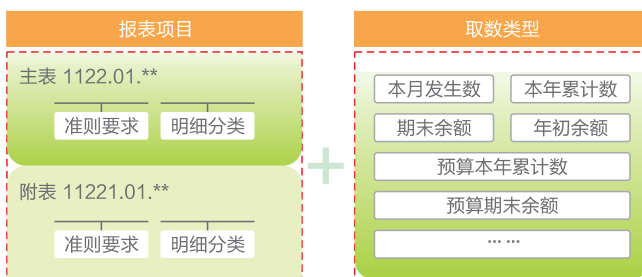 报表项目
主表 1122.01.**
准则要求 明细分类
附表 11221.01.**
准则要求 明细分类
+
取数类型
本月发生数 本年累计数
期末余额 年初余额
预算本年累计数
预算期末余额
... ...